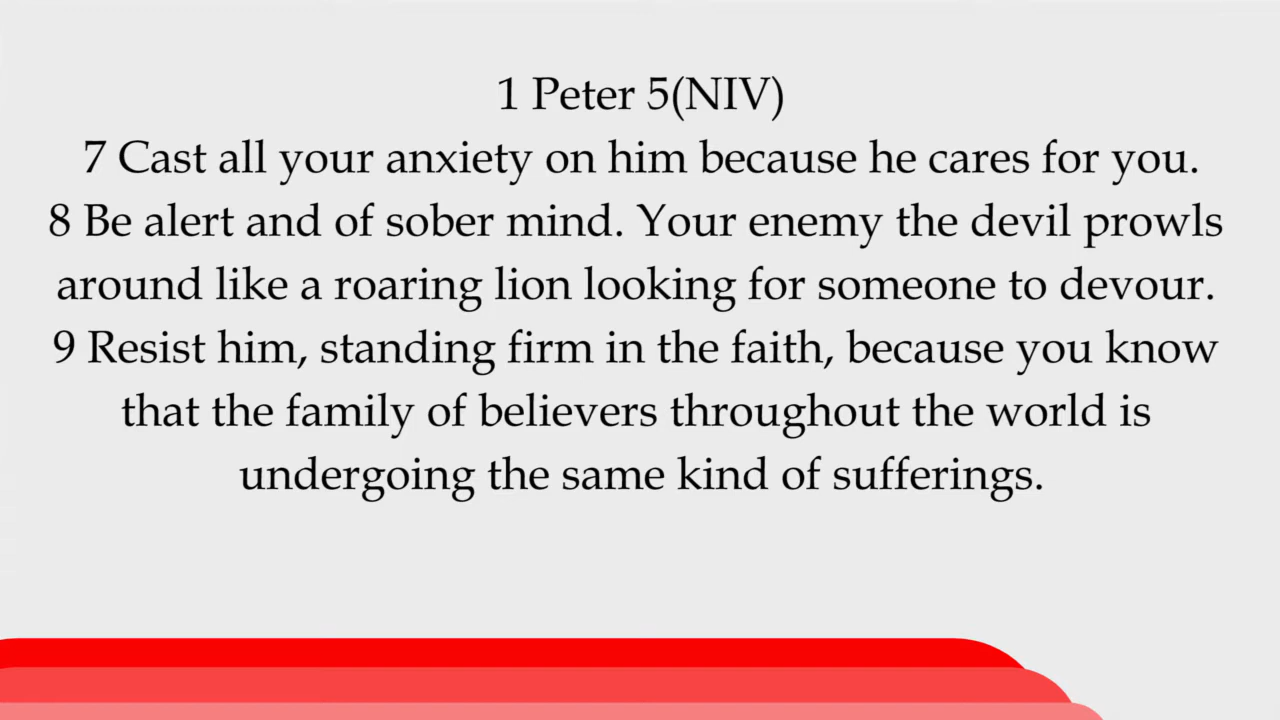 1 Peter 5(NIV)
7 Cast all your anxiety on him because he cares for you.
8 Be alert and of sober mind. Your enemy the devil prowls
around like a roaring lion looking for someone to devour.
9 Resist him, standing firm in the faith, because you know
that the family of believers throughout the world is
undergoing the same kind of sufferings.